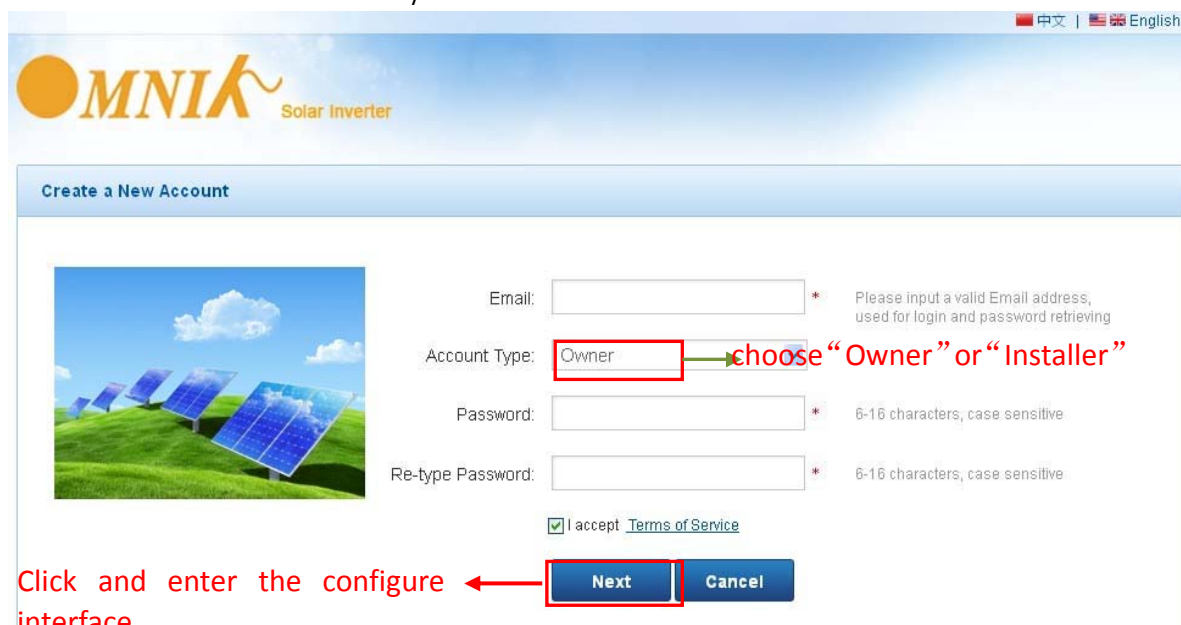 中文 | English
OMNIK Solar Inverter
Create a New Account
Email: * Please input a valid Email address,
used for login and password retrieving
Account Type: Owner choose“Owner”or“Installer”
Password: * 6-16 characters, case sensitive
Re-type Password: * 6-16 characters, case sensitive
I accept Terms of Service
Next Cancel
Click and enter the configure
interface